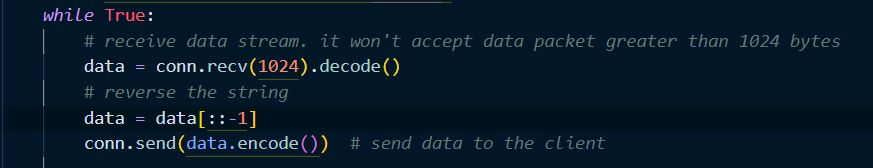 while True:
# receive data stream. it won't accept data packet greater than 1024 bytes
data = conn.recv(1024).decode()
# reverse the string
data = data[::-1]
conn.send(data.encode())  # send data to the client